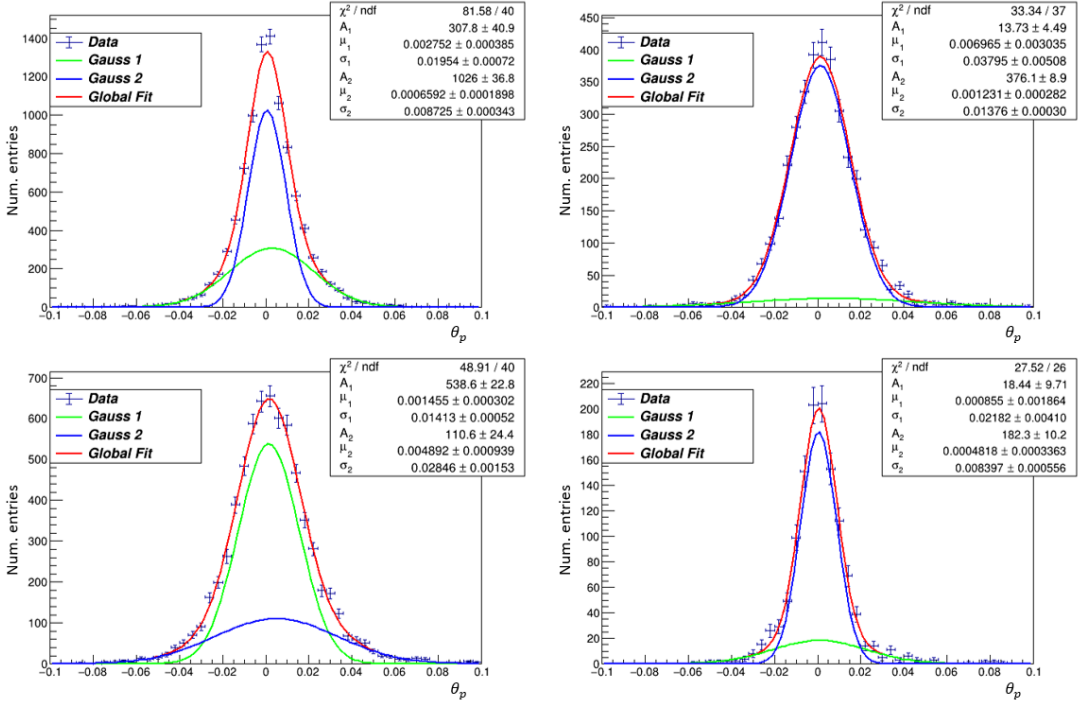 χ² / ndf 81.58 / 40
A₁ 307.8 ± 40.9
μ₁ 0.002752 ± 0.000385
σ₁ 0.01954 ± 0.00072
A₂ 1026 ± 36.8
μ₂ 0.0006592 ± 0.0001898
σ₂ 0.008725 ± 0.000343
Data
Gauss 1
Gauss 2
Global Fit
Num. entries
1400
1200
1000
800
600
400
200
0
−0.1 −0.08 −0.06 −0.04 −0.02 0 0.02 0.04 0.06 0.08 0.1
θp
χ² / ndf 33.34 / 37
A₁ 13.73 ± 4.49
μ₁ 0.006965 ± 0.003035
σ₁ 0.03795 ± 0.00508
A₂ 376.1 ± 8.9
μ₂ 0.001231 ± 0.000282
σ₂ 0.01376 ± 0.00030
Data
Gauss 1
Gauss 2
Global Fit
Num. entries
450
400
350
300
250
200
150
100
50
0
−0.1 −0.08 −0.06 −0.04 −0.02 0 0.02 0.04 0.06 0.08 0.1
θp
χ² / ndf 48.91 / 40
A₁ 538.6 ± 22.8
μ₁ 0.001455 ± 0.000302
σ₁ 0.01413 ± 0.00052
A₂ 110.6 ± 24.4
μ₂ 0.004892 ± 0.000939
σ₂ 0.02846 ± 0.00153
Data
Gauss 1
Gauss 2
Global Fit
Num. entries
700
600
500
400
300
200
100
0
−0.1 −0.08 −0.06 −0.04 −0.02 0 0.02 0.04 0.06 0.08 0.1
θp
χ² / ndf 27.52 / 26
A₁ 18.44 ± 9.71
μ₁ 0.000855 ± 0.001864
σ₁ 0.02182 ± 0.00410
A₂ 182.3 ± 10.2
μ₂ 0.0004818 ± 0.0003363
σ₂ 0.008397 ± 0.000556
Data
Gauss 1
Gauss 2
Global Fit
Num. entries
220
200
180
160
140
120
100
80
60
40
20
0
−0.1 −0.08 −0.06 −0.04 −0.02 0 0.02 0.04 0.06 0.08 0.1
θp